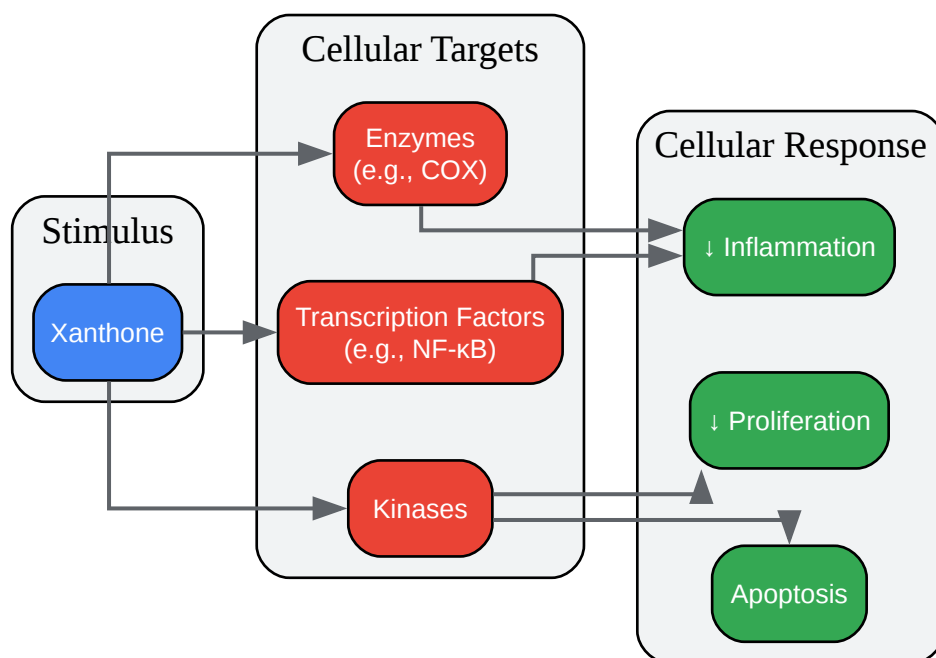 Cellular Targets
Enzymes
(e.g., COX)
Cellular Response
Stimulus
↓ Inflammation
Xanthone
Transcription Factors
(e.g., NF-κB)
↓ Proliferation
Kinases
Apoptosis